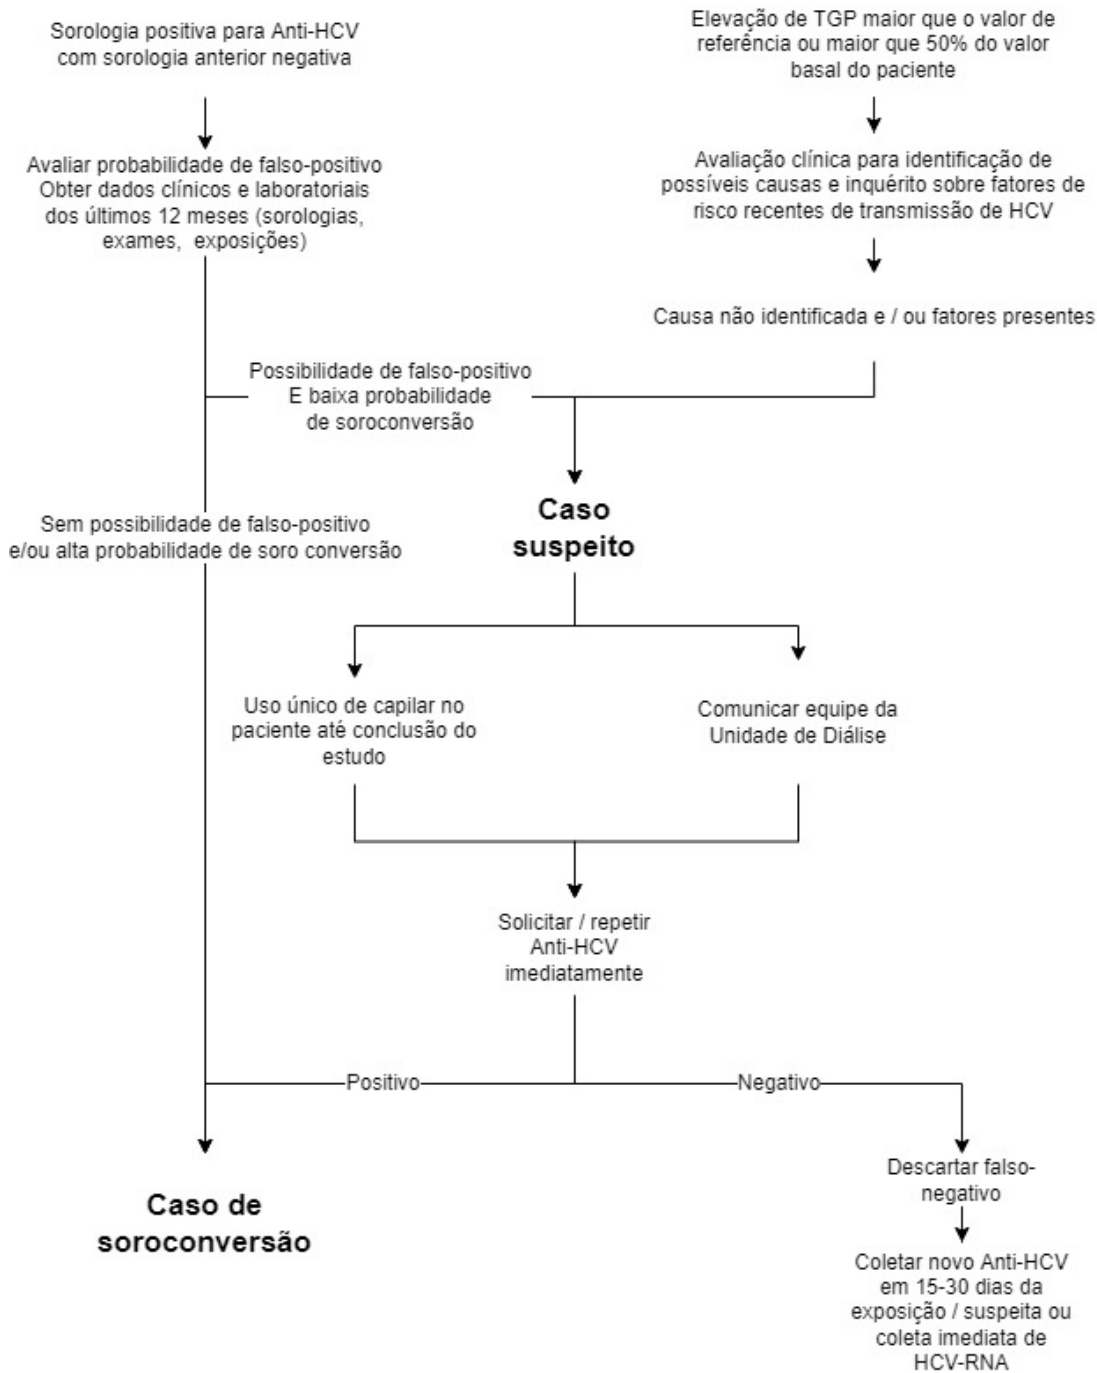 Sorologia positiva para Anti-HCV
com sorologia anterior negativa
Elevação de TGP maior que o valor de
referência ou maior que 50% do valor
basal do paciente
Avaliar probabilidade de falso-positivo
Obter dados clínicos e laboratoriais
dos últimos 12 meses (sorologias,
exames, exposições)
Avaliação clínica para identificação de
possíveis causas e inquérito sobre fatores de
risco recentes de transmissão de HCV
Causa não identificada e / ou fatores presentes
Possibilidade de falso-positivo
E baixa probabilidade
de soroconversão
Sem possibilidade de falso-positivo
e/ou alta probabilidade de soro conversão
Caso
suspeito
Uso único de capilar no
paciente até conclusão do
estudo
Comunicar equipe da
Unidade de Diálise
Solicitar / repetir
Anti-HCV
imediatamente
Positivo
Negativo
Caso de
soroconversão
Descartar falso-
negativo
Coletar novo Anti-HCV
em 15-30 dias da
exposição / suspeita ou
coleta imediata de
HCV-RNA